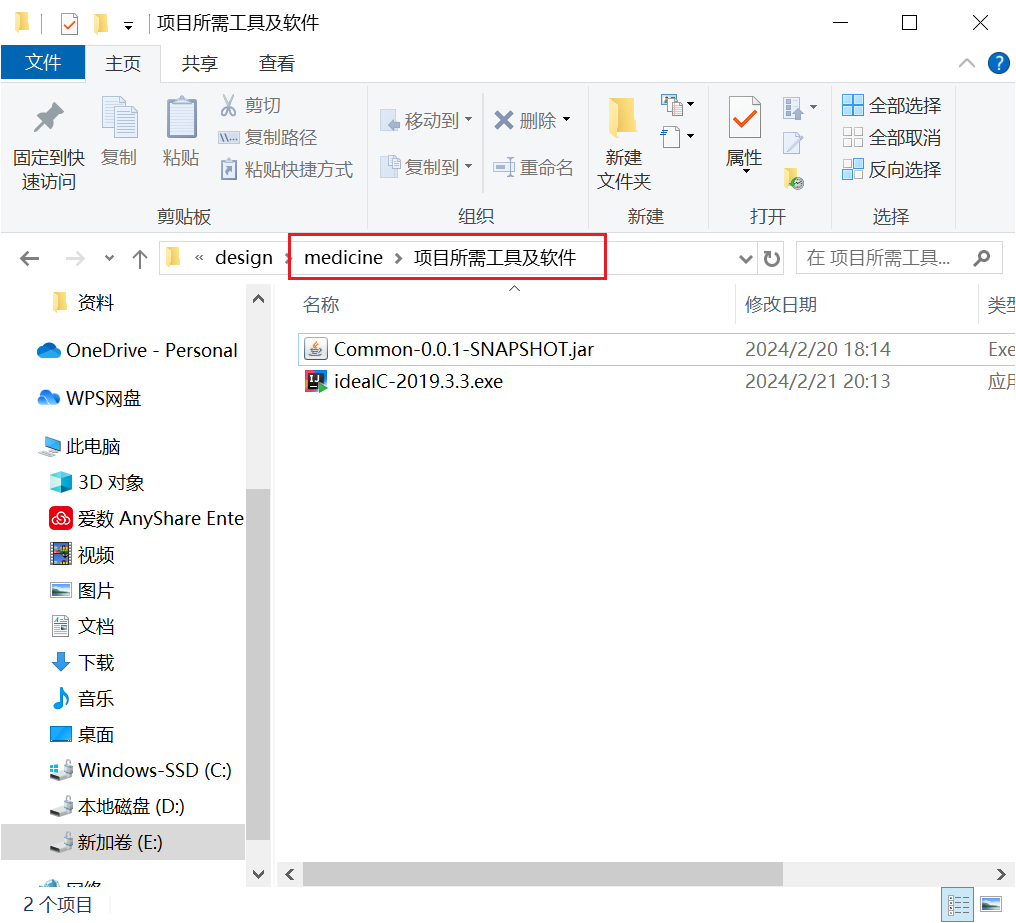 项目所需工具及软件
文件 主页 共享 查看
固定到快速访问
复制
粘贴
剪切
复制路径
粘贴快捷方式
剪贴板
移动到
复制到
删除
重命名
组织
新建
文件夹
新建
属性
打开
全部选择
全部取消
反向选择
选择
« design › medicine › 项目所需工具及软件
在 项目所需工具...
资料
OneDrive - Personal
WPS网盘
此电脑
3D 对象
爱数 AnyShare Ente
视频
图片
文档
下载
音乐
桌面
Windows-SSD (C:)
本地磁盘 (D:)
新加卷 (E:)
名称 修改日期 类型
Common-0.0.1-SNAPSHOT.jar 2024/2/20 18:14 Exe
ideaIC-2019.3.3.exe 2024/2/21 20:13 应用
2 个项目